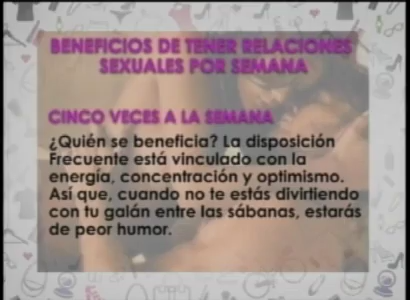 BENEFICIOS DE TENER RELACIONES
SEXUALES POR SEMANA
CINCO VECES A LA SEMANA
¿Quién se beneficia? La disposición
Frecuente está vinculado con la
energía, concentración y optimismo.
Así que, cuando no te estás divirtiendo
con tu galán entre las sábanas, estarás
de peor humor.